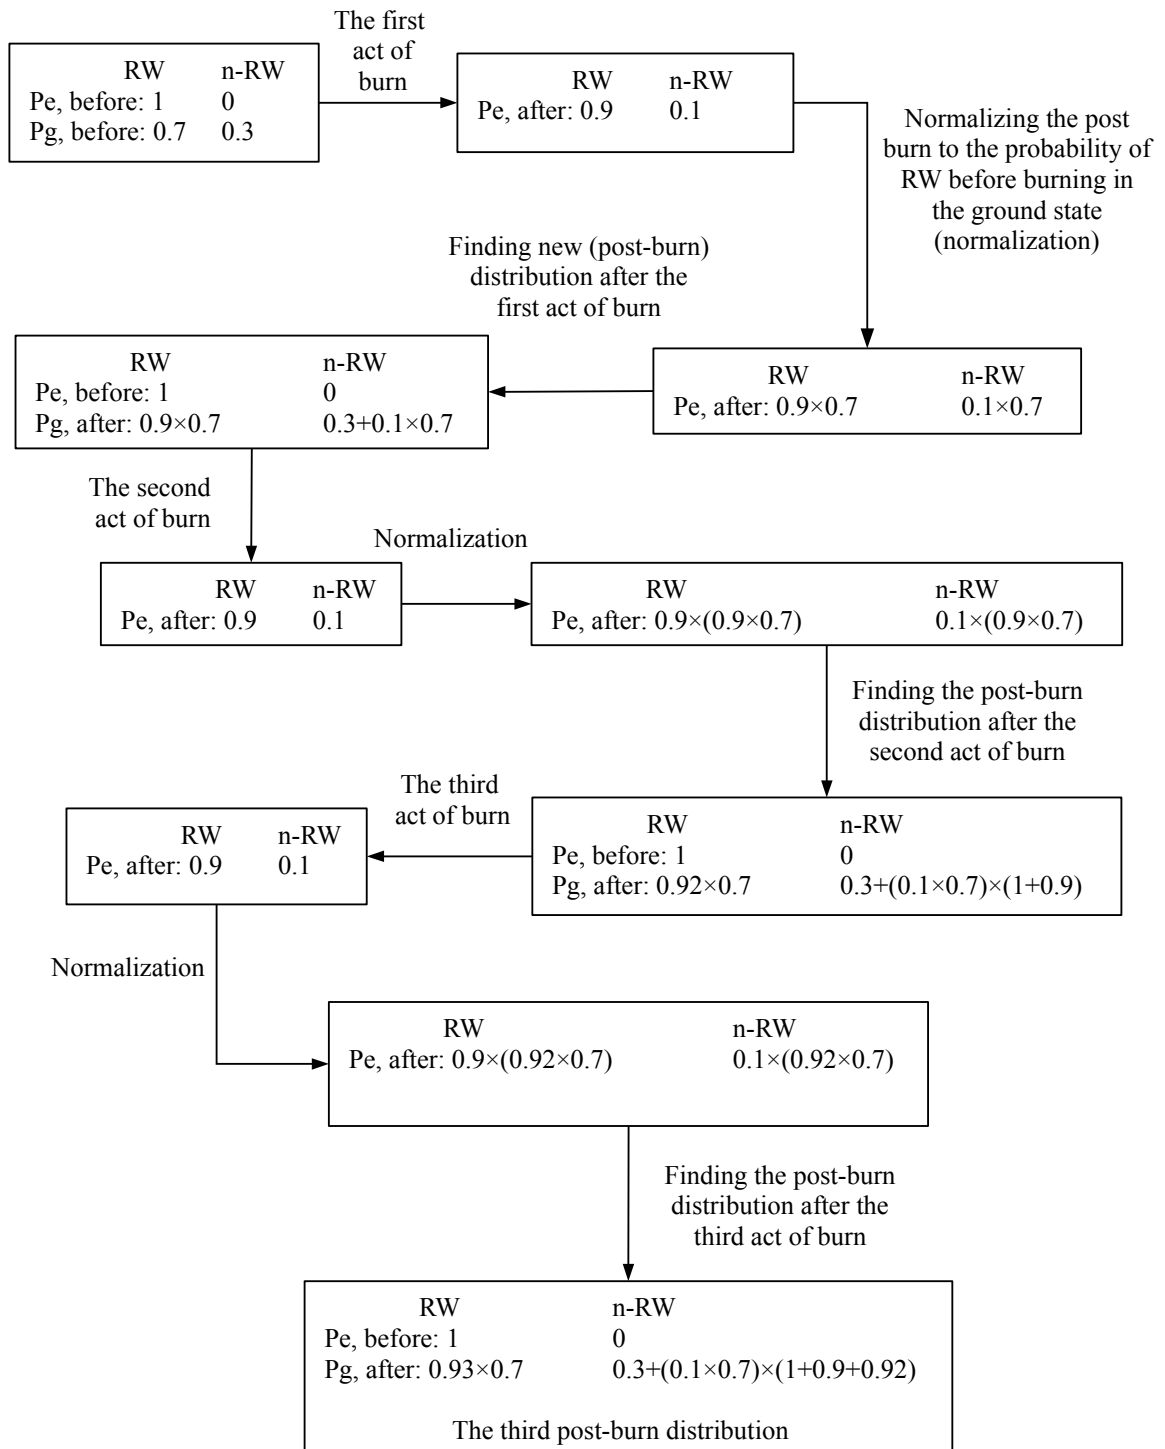 The first
act of
burn
RW n-RW
Pe, before: 1 0
Pg, before: 0.7 0.3
RW n-RW
Pe, after: 0.9 0.1
Normalizing the post
burn to the probability of
RW before burning in
the ground state
(normalization)
Finding new (post-burn)
distribution after the
first act of burn
RW n-RW
Pe, before: 1 0
Pg, after: 0.9×0.7 0.3+0.1×0.7
RW n-RW
Pe, after: 0.9×0.7 0.1×0.7
The second
act of burn
Normalization
RW n-RW
Pe, after: 0.9 0.1
RW n-RW
Pe, after: 0.9×(0.9×0.7) 0.1×(0.9×0.7)
Finding the post-burn
distribution after the
second act of burn
The third
act of burn
RW n-RW
Pe, after: 0.9 0.1
RW n-RW
Pe, before: 1 0
Pg, after: 0.92×0.7 0.3+(0.1×0.7)×(1+0.9)
Normalization
RW n-RW
Pe, after: 0.9×(0.92×0.7) 0.1×(0.92×0.7)
Finding the post-burn
distribution after the
third act of burn
RW n-RW
Pe, before: 1 0
Pg, after: 0.93×0.7 0.3+(0.1×0.7)×(1+0.9+0.92)
The third post-burn distribution